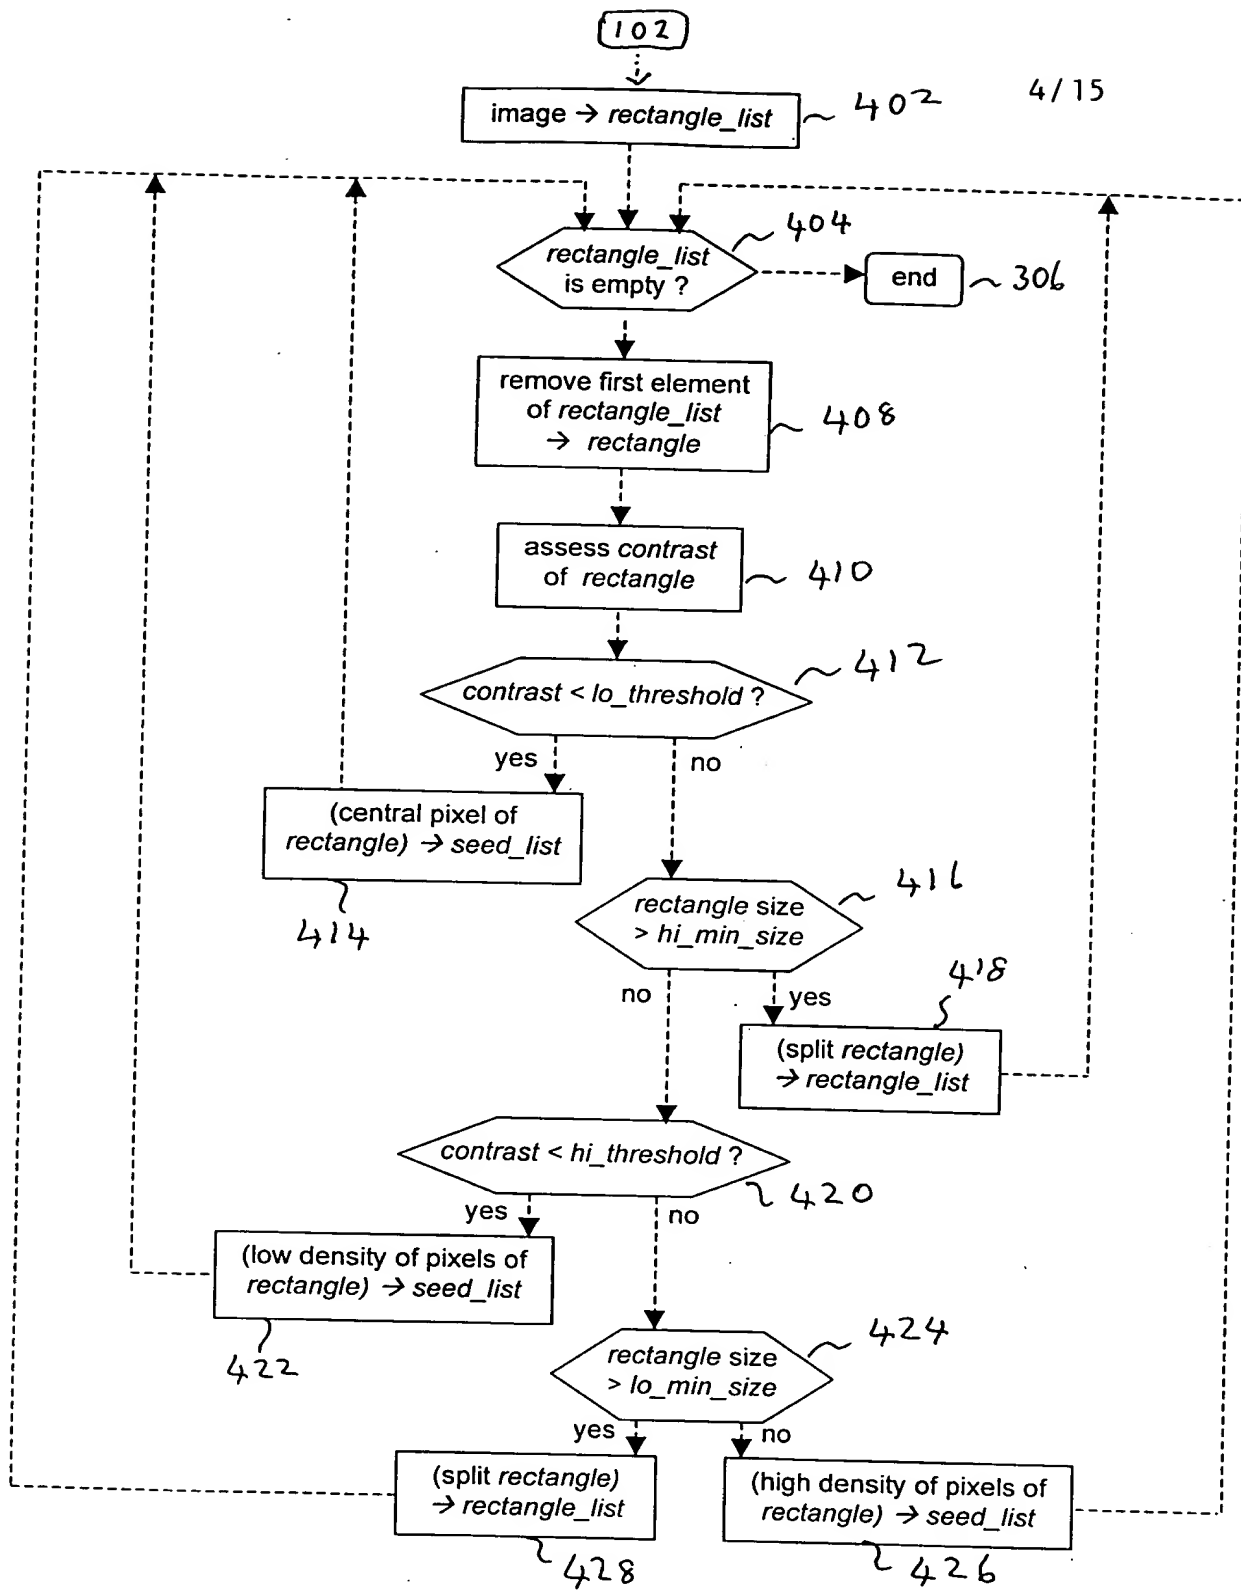 102
4/15
image → rectangle_list
402
404
rectangle_list
is empty ?
end
306
remove first element
of rectangle_list
→ rectangle
408
assess contrast
of rectangle
410
412
contrast < lo_threshold ?
yes
no
(central pixel of
rectangle) → seed_list
414
416
rectangle size
> hi_min_size
no
yes
418
(split rectangle)
→ rectangle_list
contrast < hi_threshold ?
420
yes
no
(low density of pixels of
rectangle) → seed_list
422
424
rectangle size
> lo_min_size
yes
no
(split rectangle)
→ rectangle_list
428
(high density of pixels of
rectangle) → seed_list
426